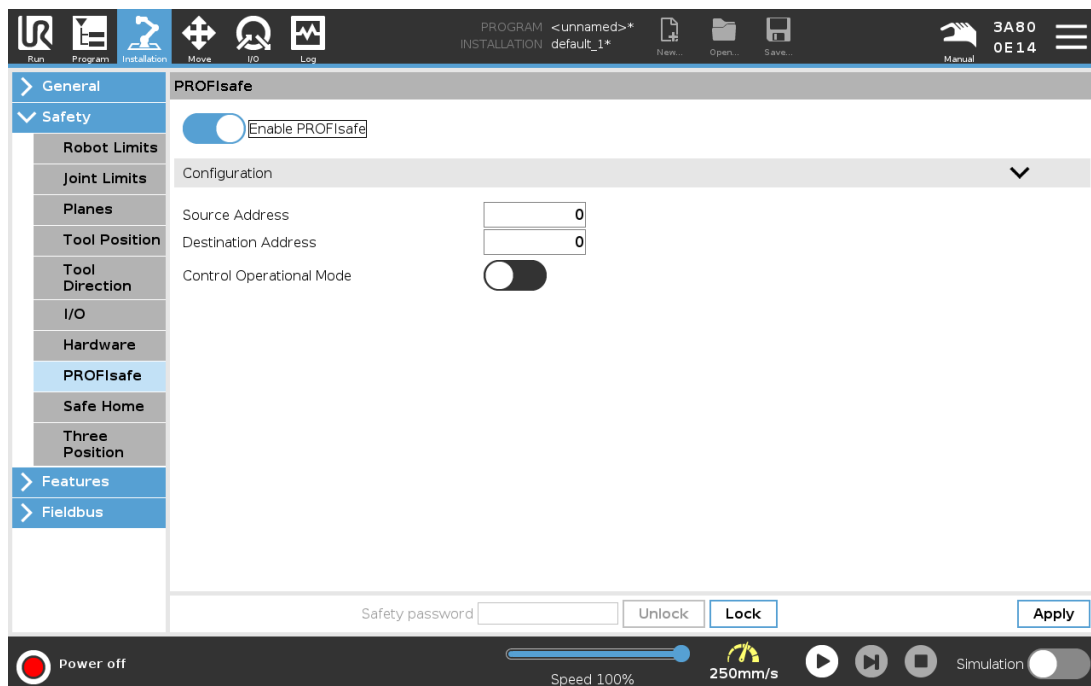 UR
Run
Program
Installation
Move
I/O
Log
PROGRAM <unnamed>*
INSTALLATION default_1*
New...
Open...
Save...
Manual
3A80
0E14
General
Safety
Robot Limits
Joint Limits
Planes
Tool Position
Tool
Direction
I/O
Hardware
PROFIsafe
Safe Home
Three
Position
Features
Fieldbus
PROFIsafe
Enable PROFIsafe
Configuration
Source Address 0
Destination Address 0
Control Operational Mode
Safety password Unlock Lock Apply
Power off
Speed 100%
250mm/s
Simulation